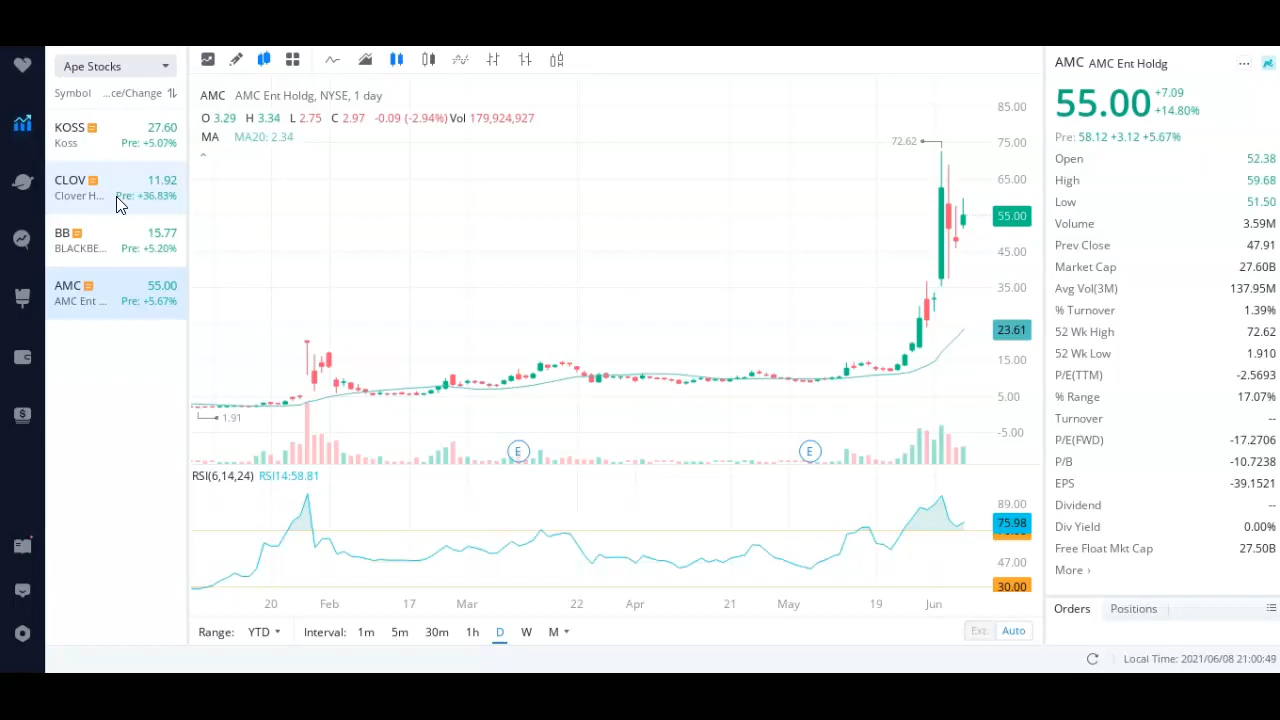 Ape Stocks
Symbol ...ce/Change
KOSS 27.60
Koss Pre: +5.07%
CLOV 11.92
Clover H... Pre: +36.83%
BB 15.77
BLACKBE... Pre: +5.20%
AMC 55.00
AMC Ent ... Pre: +5.67%
AMC AMC Ent Holdg, NYSE, 1 day
O 3.29 H 3.34 L 2.75 C 2.97 -0.09 (-2.94%) Vol 179,924,927
MA MA20: 2.34
85.00
72.62
75.00
65.00
55.00
45.00
35.00
23.61
15.00
5.00
1.91
-5.00
E E
RSI(6,14,24) RSI14:58.81
89.00
75.98
47.00
30.00
20 Feb 17 Mar 22 Apr 21 May 19 Jun
Range: YTD Interval: 1m 5m 30m 1h D W M Ext. Auto
AMC AMC Ent Holdg ...
55.00 +7.09
+14.80%
Pre: 58.12 +3.12 +5.67%
Open 52.38
High 59.68
Low 51.50
Volume 3.59M
Prev Close 47.91
Market Cap 27.60B
Avg Vol(3M) 137.95M
% Turnover 1.39%
52 Wk High 72.62
52 Wk Low 1.910
P/E(TTM) -2.5693
% Range 17.07%
Turnover --
P/E(FWD) -17.2706
P/B -10.7238
EPS -39.1521
Dividend --
Div Yield 0.00%
Free Float Mkt Cap 27.50B
More ›
Orders Positions
Local Time: 2021/06/08 21:00:49